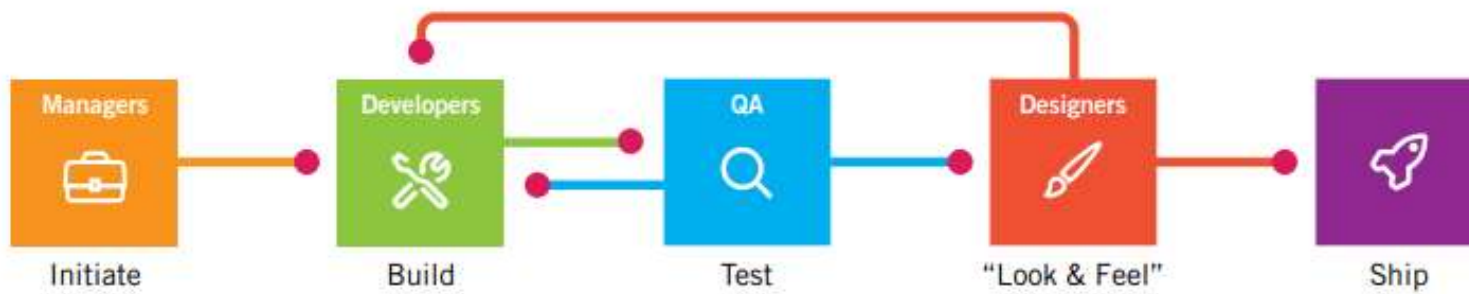 Managers
Developers
QA
Designers
Initiate
Build
Test
“Look & Feel”
Ship